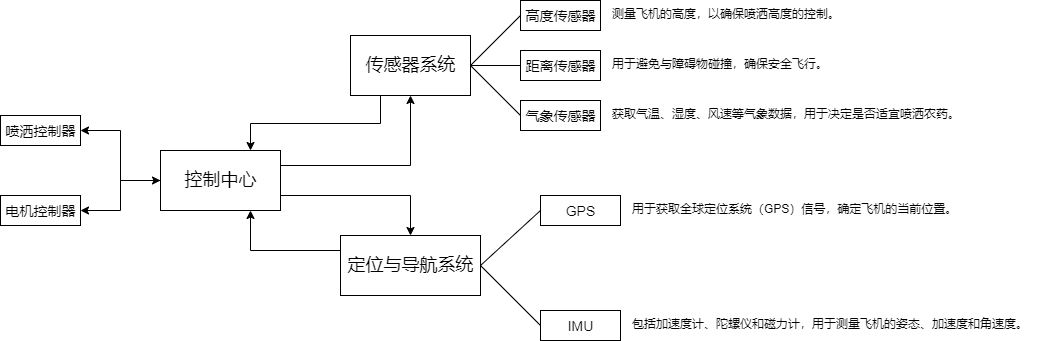 高度传感器 测量飞机的高度，以确保喷洒高度的控制。
传感器系统
距离传感器 用于避免与障碍物碰撞，确保安全飞行。
气象传感器 获取气温、湿度、风速等气象数据，用于决定是否适宜喷洒农药。
喷洒控制器
控制中心
电机控制器
GPS 用于获取全球定位系统（GPS）信号，确定飞机的当前位置。
定位与导航系统
IMU 包括加速度计、陀螺仪和磁力计，用于测量飞机的姿态、加速度和角速度。